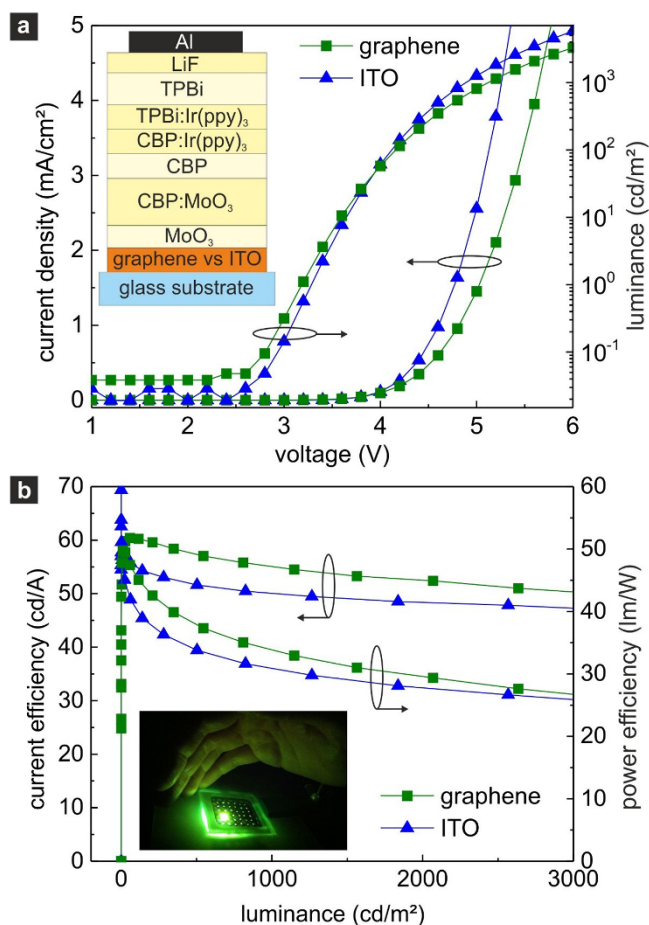 a
Al
LiF
TPBi
TPBi:Ir(ppy)₃
CBP:Ir(ppy)₃
CBP
CBP:MoO₃
MoO₃
graphene vs ITO
glass substrate
graphene
ITO
current density (mA/cm²)
5
4
3
2
1
0
luminance (cd/m²)
10³
10²
10¹
10⁰
10⁻¹
1 2 3 4 5 6
voltage (V)
b
current efficiency (cd/A)
70
60
50
40
30
20
10
0
power efficiency (lm/W)
60
50
40
30
20
10
0
graphene
ITO
0 1000 2000 3000
luminance (cd/m²)